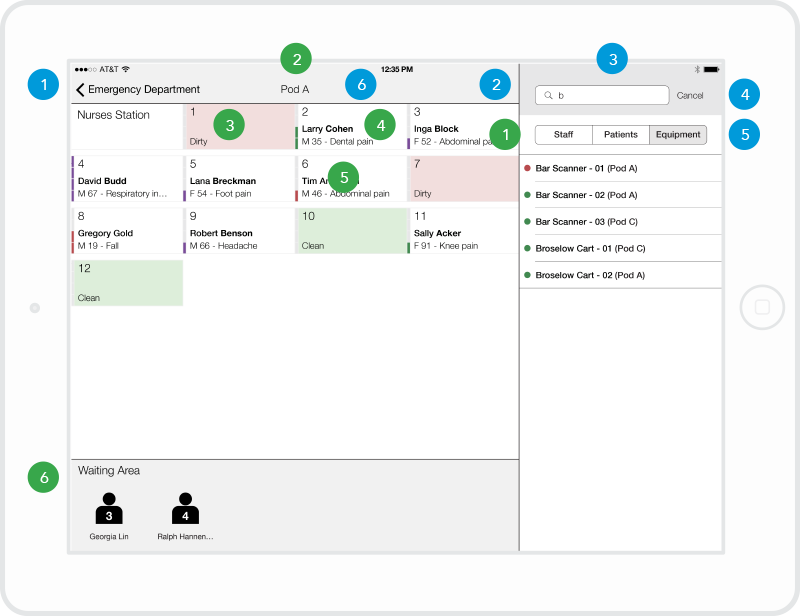 AT&T
12:35 PM
1
2
6
2
3
Emergency Department
Pod A
b
Cancel
4
Nurses Station
1
3
Dirty
2
4
Larry Cohen
M 35 - Dental pain
3
Inga Block
F 52 - Abdominal pa
1
Staff
Patients
Equipment
5
4
David Budd
M 67 - Respiratory in...
5
Lana Breckman
F 54 - Foot pain
6
5
Tim
M 46 - Abdominal pain
7
Dirty
Bar Scanner - 01 (Pod A)
Bar Scanner - 02 (Pod A)
Bar Scanner - 03 (Pod C)
Broselow Cart - 01 (Pod C)
Broselow Cart - 02 (Pod A)
8
Gregory Gold
M 19 - Fall
9
Robert Benson
M 66 - Headache
10
Clean
11
Sally Acker
F 91 - Knee pain
12
Clean
6
Waiting Area
3
Georgia Lin
4
Ralph Hannen...